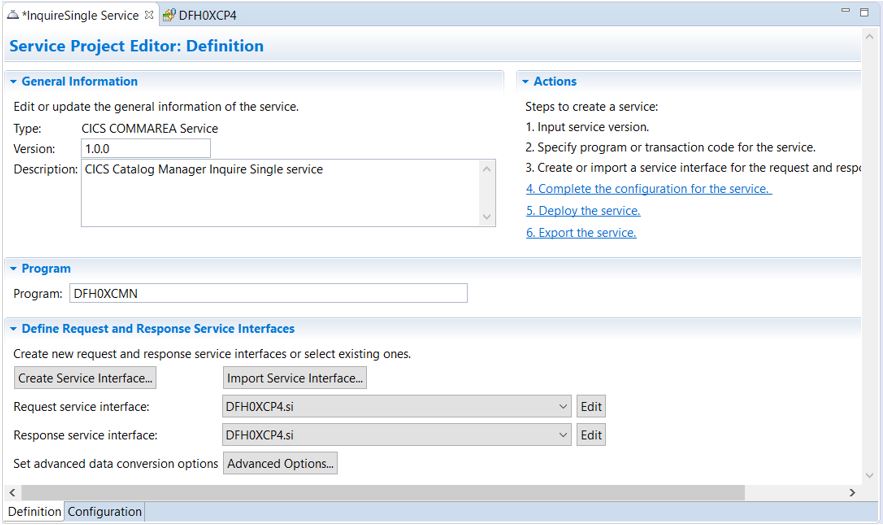 *InquireSingle Service
DFH0XCP4
Service Project Editor: Definition
General Information
Edit or update the general information of the service.
Type: CICS COMMAREA Service
Version: 1.0.0
Description: CICS Catalog Manager Inquire Single service
Actions
Steps to create a service:
1. Input service version.
2. Specify program or transaction code for the service.
3. Create or import a service interface for the request and respo
4. Complete the configuration for the service.
5. Deploy the service.
6. Export the service.
Program
Program: DFH0XCMN
Define Request and Response Service Interfaces
Create new request and response service interfaces or select existing ones.
Create Service Interface... Import Service Interface...
Request service interface: DFH0XCP4.si Edit
Response service interface: DFH0XCP4.si Edit
Set advanced data conversion options Advanced Options...
Definition Configuration